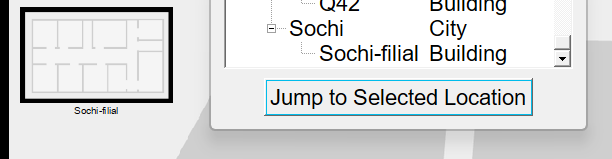 Q42 Building
Sochi City
Sochi-filial Building
Jump to Selected Location
Sochi-filial